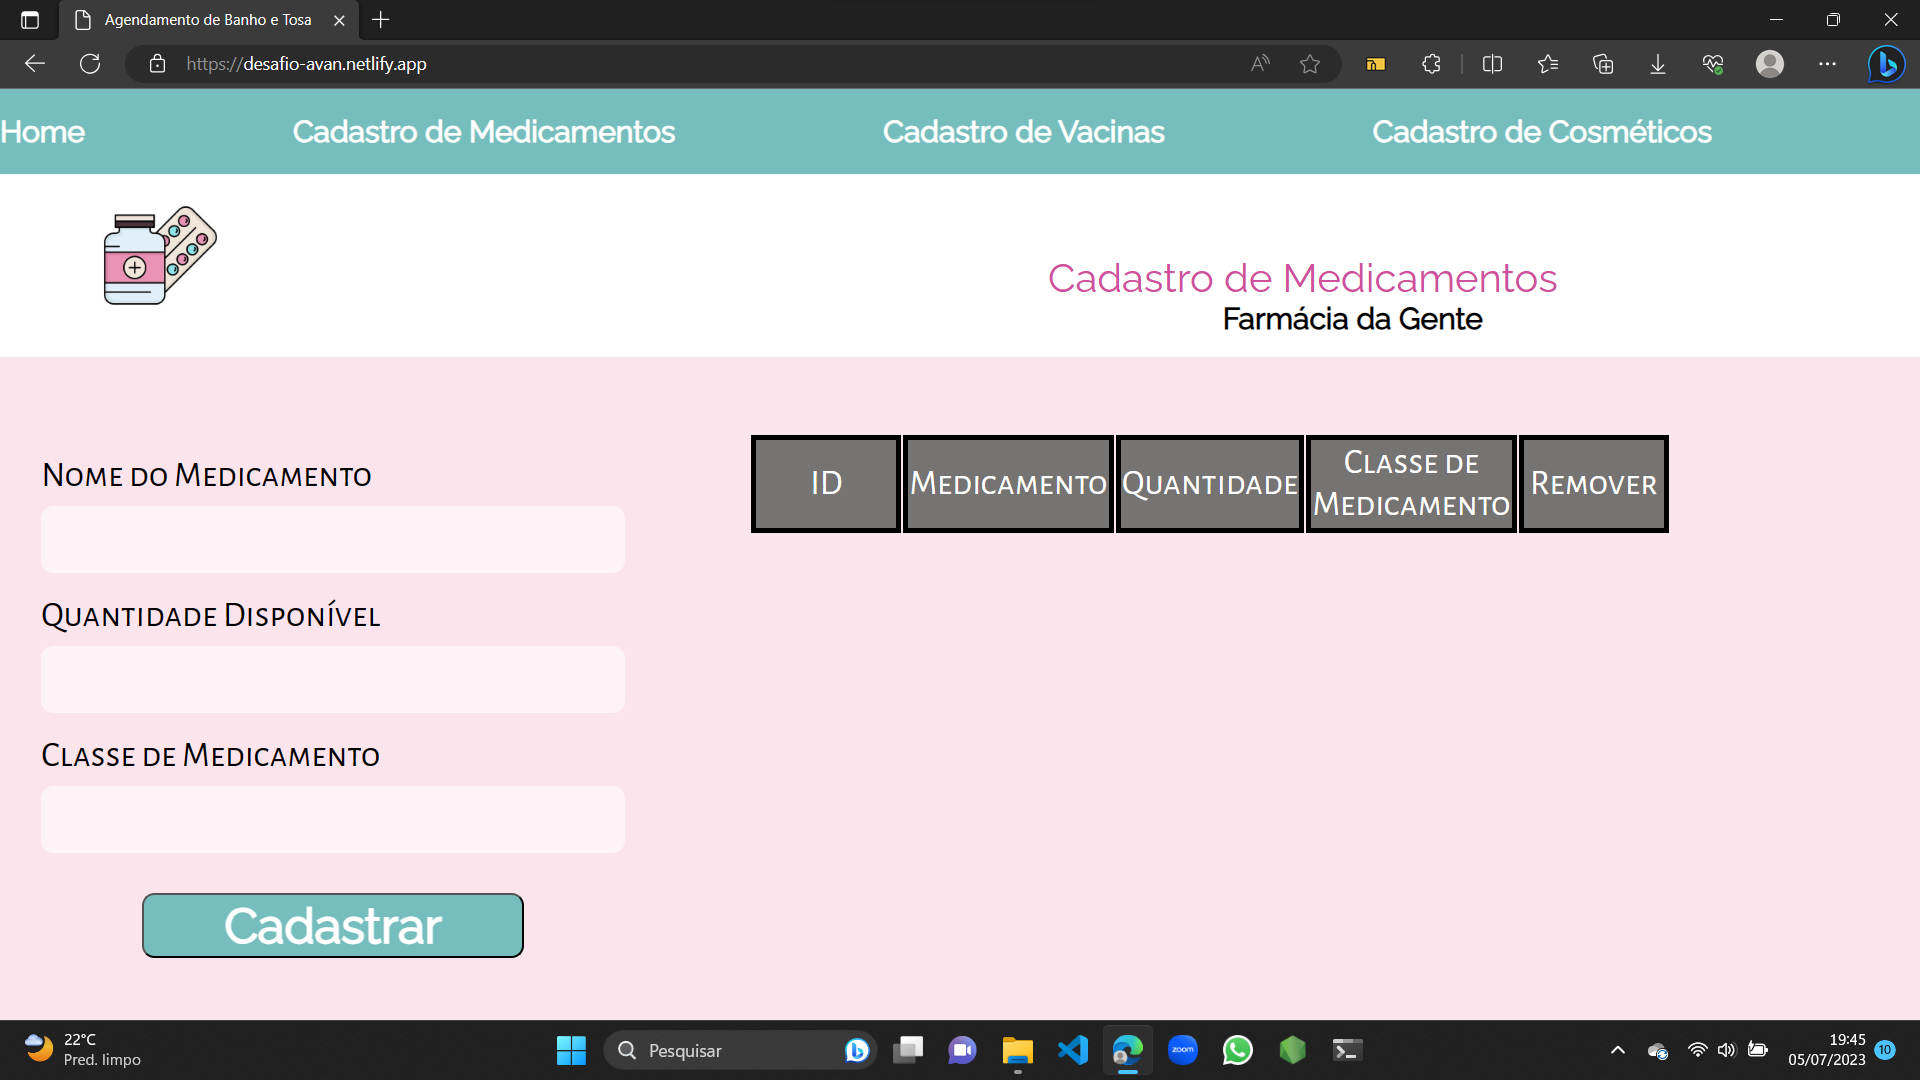 Agendamento de Banho e Tosa
https://desafio-avan.netlify.app
Home
Cadastro de Medicamentos
Cadastro de Vacinas
Cadastro de Cosméticos
Cadastro de Medicamentos
Farmácia da Gente
Nome do Medicamento
Quantidade Disponível
Classe de Medicamento
Cadastrar
ID
Medicamento
Quantidade
Classe de
Medicamento
Remover
22°C
Pred. limpo
Pesquisar
zoom
19:45
05/07/2023
10